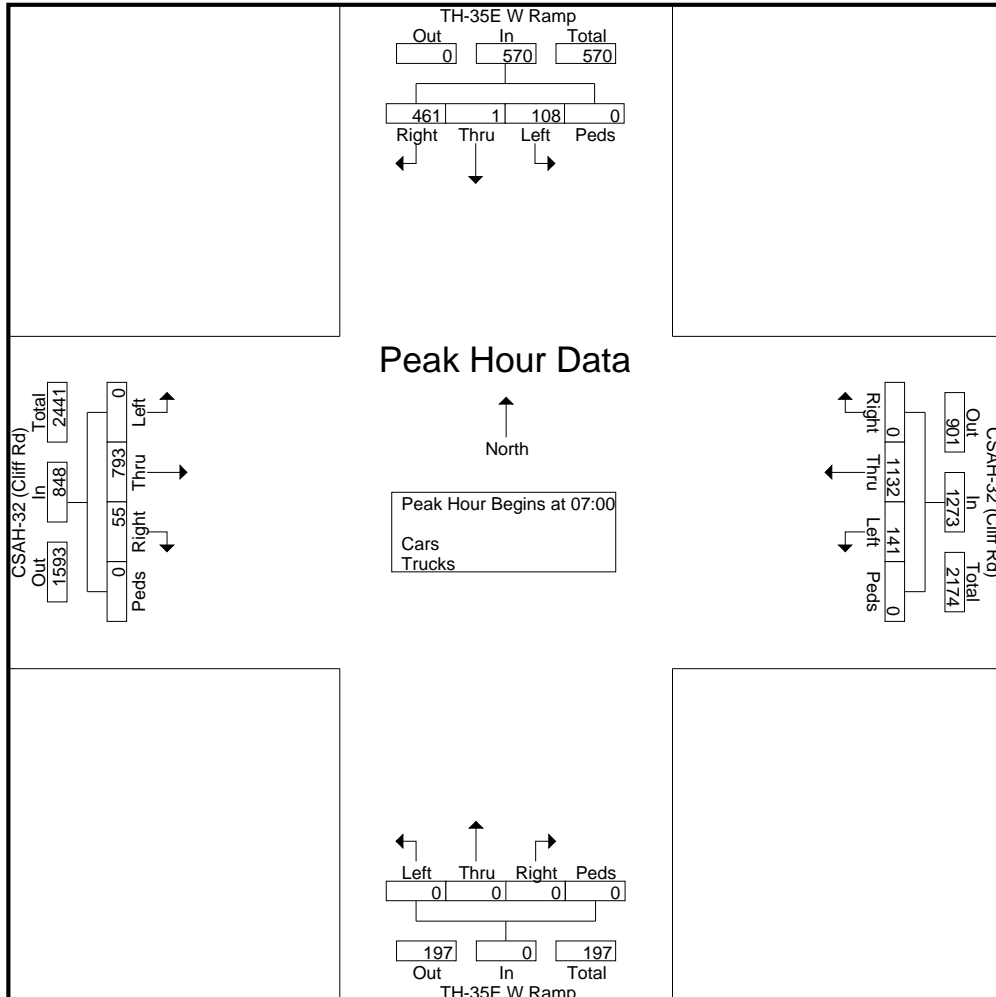 TH-35E W Ramp
Out In Total
0 570 570
461 1 108 0
Right Thru Left Peds
Peak Hour Data
North
Peak Hour Begins at 07:00
Cars
Trucks
CSAH-32 (Cliff Rd)
Total In Out
2441 848 1593
0 793 55 0
Left Thru Right Peds
CSAH-32 (Cliff Rd)
Out In Total
901 1273 2174
0 1132 141 0
Right Thru Left Peds
Left Thru Right Peds
0 0 0 0
197 0 197
Out In Total
TH-35E W Ramp